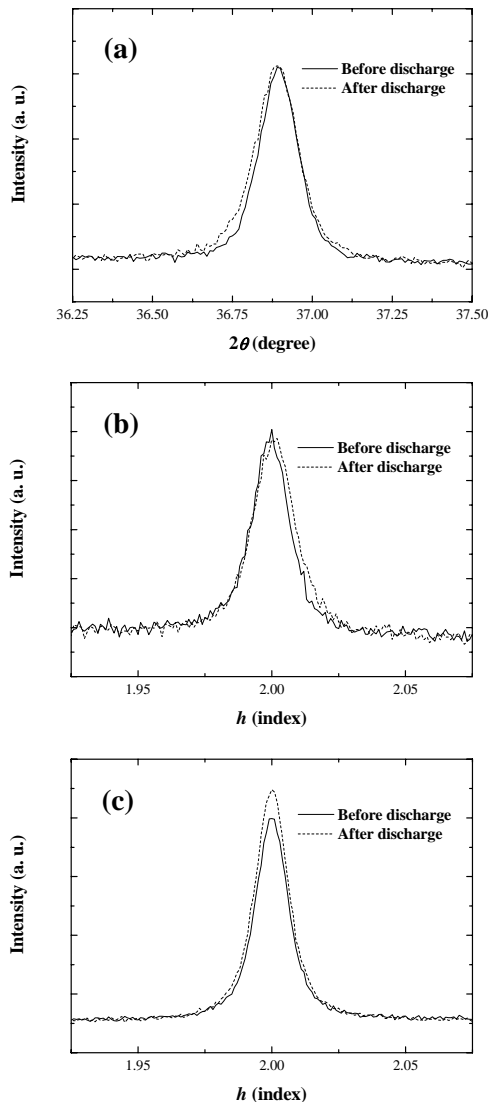 (a)
Before discharge
After discharge
Intensity (a. u.)
36.25 36.50 36.75 37.00 37.25 37.50
2θ (degree)
(b)
Before discharge
After discharge
Intensity (a. u.)
1.95 2.00 2.05
h (index)
(c)
Before discharge
After discharge
Intensity (a. u.)
1.95 2.00 2.05
h (index)